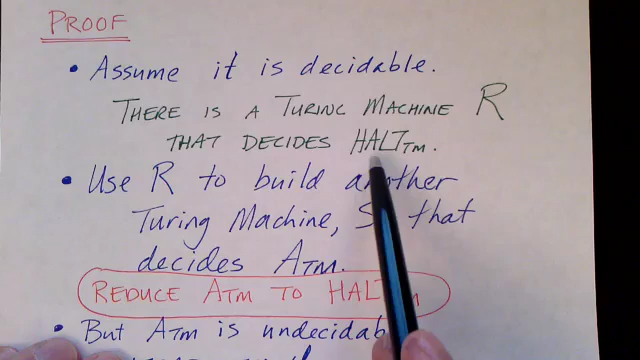 PROOF
• Assume it is decidable.
THERE IS A TURING MACHINE R
THAT DECIDES HALTTM.
• Use R to build another
Turing Machine, S that
decides ATM.
REDUCE ATM TO HALTTM
• But ATM is